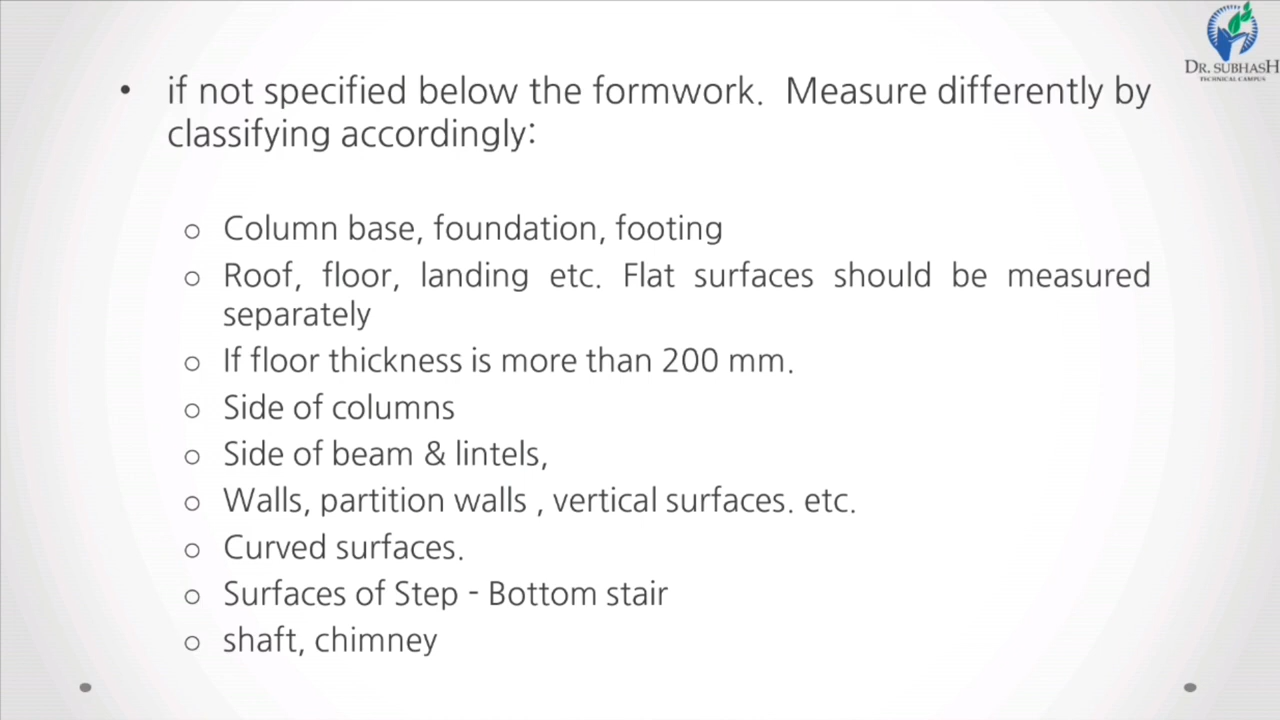 DR. SUBHASH
TECHNICAL CAMPUS
• if not specified below the formwork. Measure differently by
classifying accordingly:
o Column base, foundation, footing
o Roof, floor, landing etc. Flat surfaces should be measured
separately
o If floor thickness is more than 200 mm.
o Side of columns
o Side of beam & lintels,
o Walls, partition walls , vertical surfaces. etc.
o Curved surfaces.
o Surfaces of Step - Bottom stair
o shaft, chimney